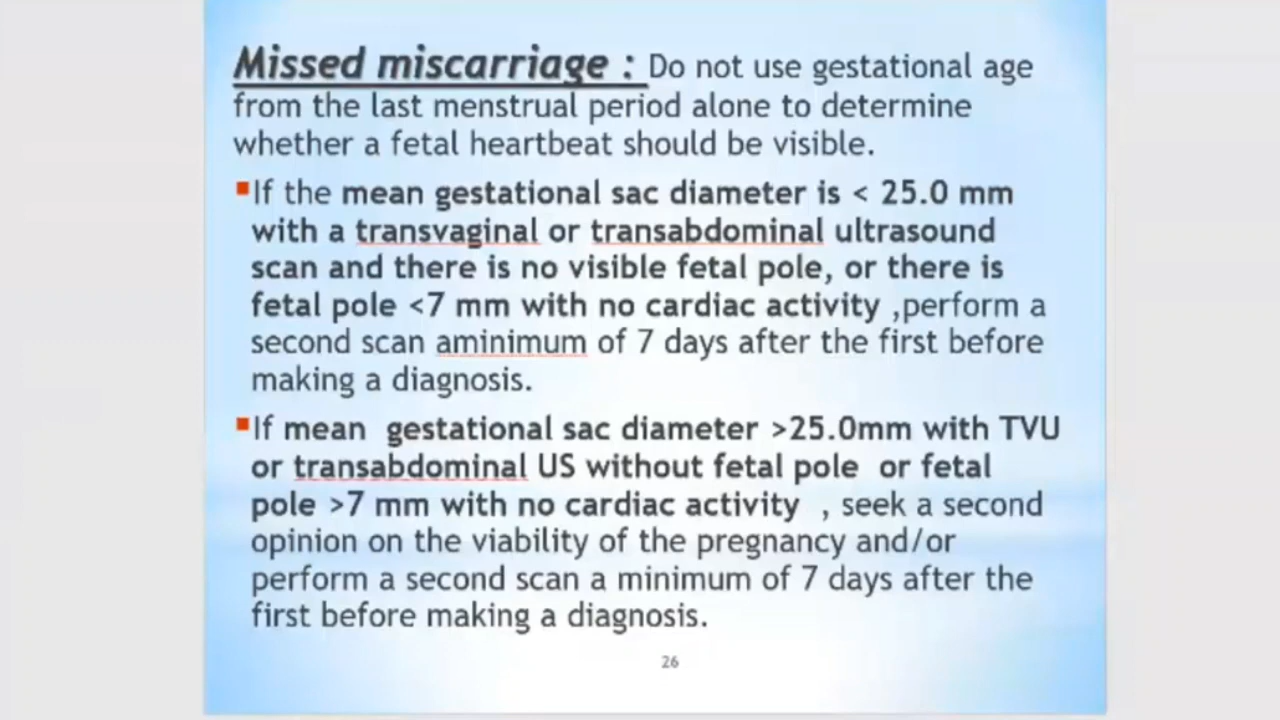 Missed miscarriage : Do not use gestational age
from the last menstrual period alone to determine
whether a fetal heartbeat should be visible.
▪If the mean gestational sac diameter is < 25.0 mm
with a transvaginal or transabdominal ultrasound
scan and there is no visible fetal pole, or there is
fetal pole <7 mm with no cardiac activity ,perform a
second scan aminimum of 7 days after the first before
making a diagnosis.
▪If mean  gestational sac diameter >25.0mm with TVU
or transabdominal US without fetal pole  or fetal
pole >7 mm with no cardiac activity  , seek a second
opinion on the viability of the pregnancy and/or
perform a second scan a minimum of 7 days after the
first before making a diagnosis.
26